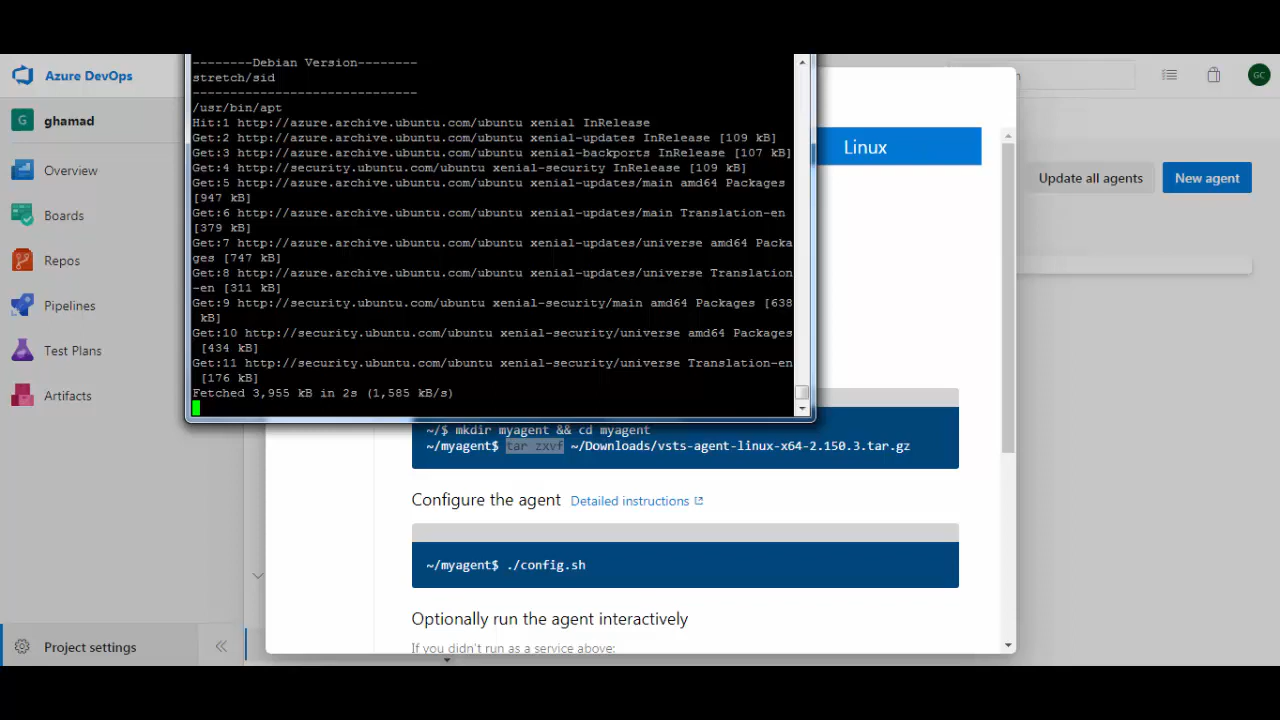 Azure DevOps
G
ghamad
Overview
Boards
Repos
Pipelines
Test Plans
Artifacts
Project settings
--------Debian Version--------
stretch/sid
------------------------------
/usr/bin/apt
Hit:1 http://azure.archive.ubuntu.com/ubuntu xenial InRelease
Get:2 http://azure.archive.ubuntu.com/ubuntu xenial-updates InRelease [109 kB]
Get:3 http://azure.archive.ubuntu.com/ubuntu xenial-backports InRelease [107 kB]
Get:4 http://security.ubuntu.com/ubuntu xenial-security InRelease [109 kB]
Get:5 http://azure.archive.ubuntu.com/ubuntu xenial-updates/main amd64 Packages
[947 kB]
Get:6 http://azure.archive.ubuntu.com/ubuntu xenial-updates/main Translation-en
[379 kB]
Get:7 http://azure.archive.ubuntu.com/ubuntu xenial-updates/universe amd64 Packa
ges [747 kB]
Get:8 http://azure.archive.ubuntu.com/ubuntu xenial-updates/universe Translation
-en [311 kB]
Get:9 http://security.ubuntu.com/ubuntu xenial-security/main amd64 Packages [638
kB]
Get:10 http://security.ubuntu.com/ubuntu xenial-security/universe amd64 Packages
[434 kB]
Get:11 http://security.ubuntu.com/ubuntu xenial-security/universe Translation-en
[176 kB]
Fetched 3,955 kB in 2s (1,585 kB/s)
Linux
GC
Update all agents
New agent
~/$ mkdir myagent && cd myagent
~/myagent$ tar zxvf ~/Downloads/vsts-agent-linux-x64-2.150.3.tar.gz
Configure the agent Detailed instructions
~/myagent$ ./config.sh
Optionally run the agent interactively
If you didn't run as a service above: